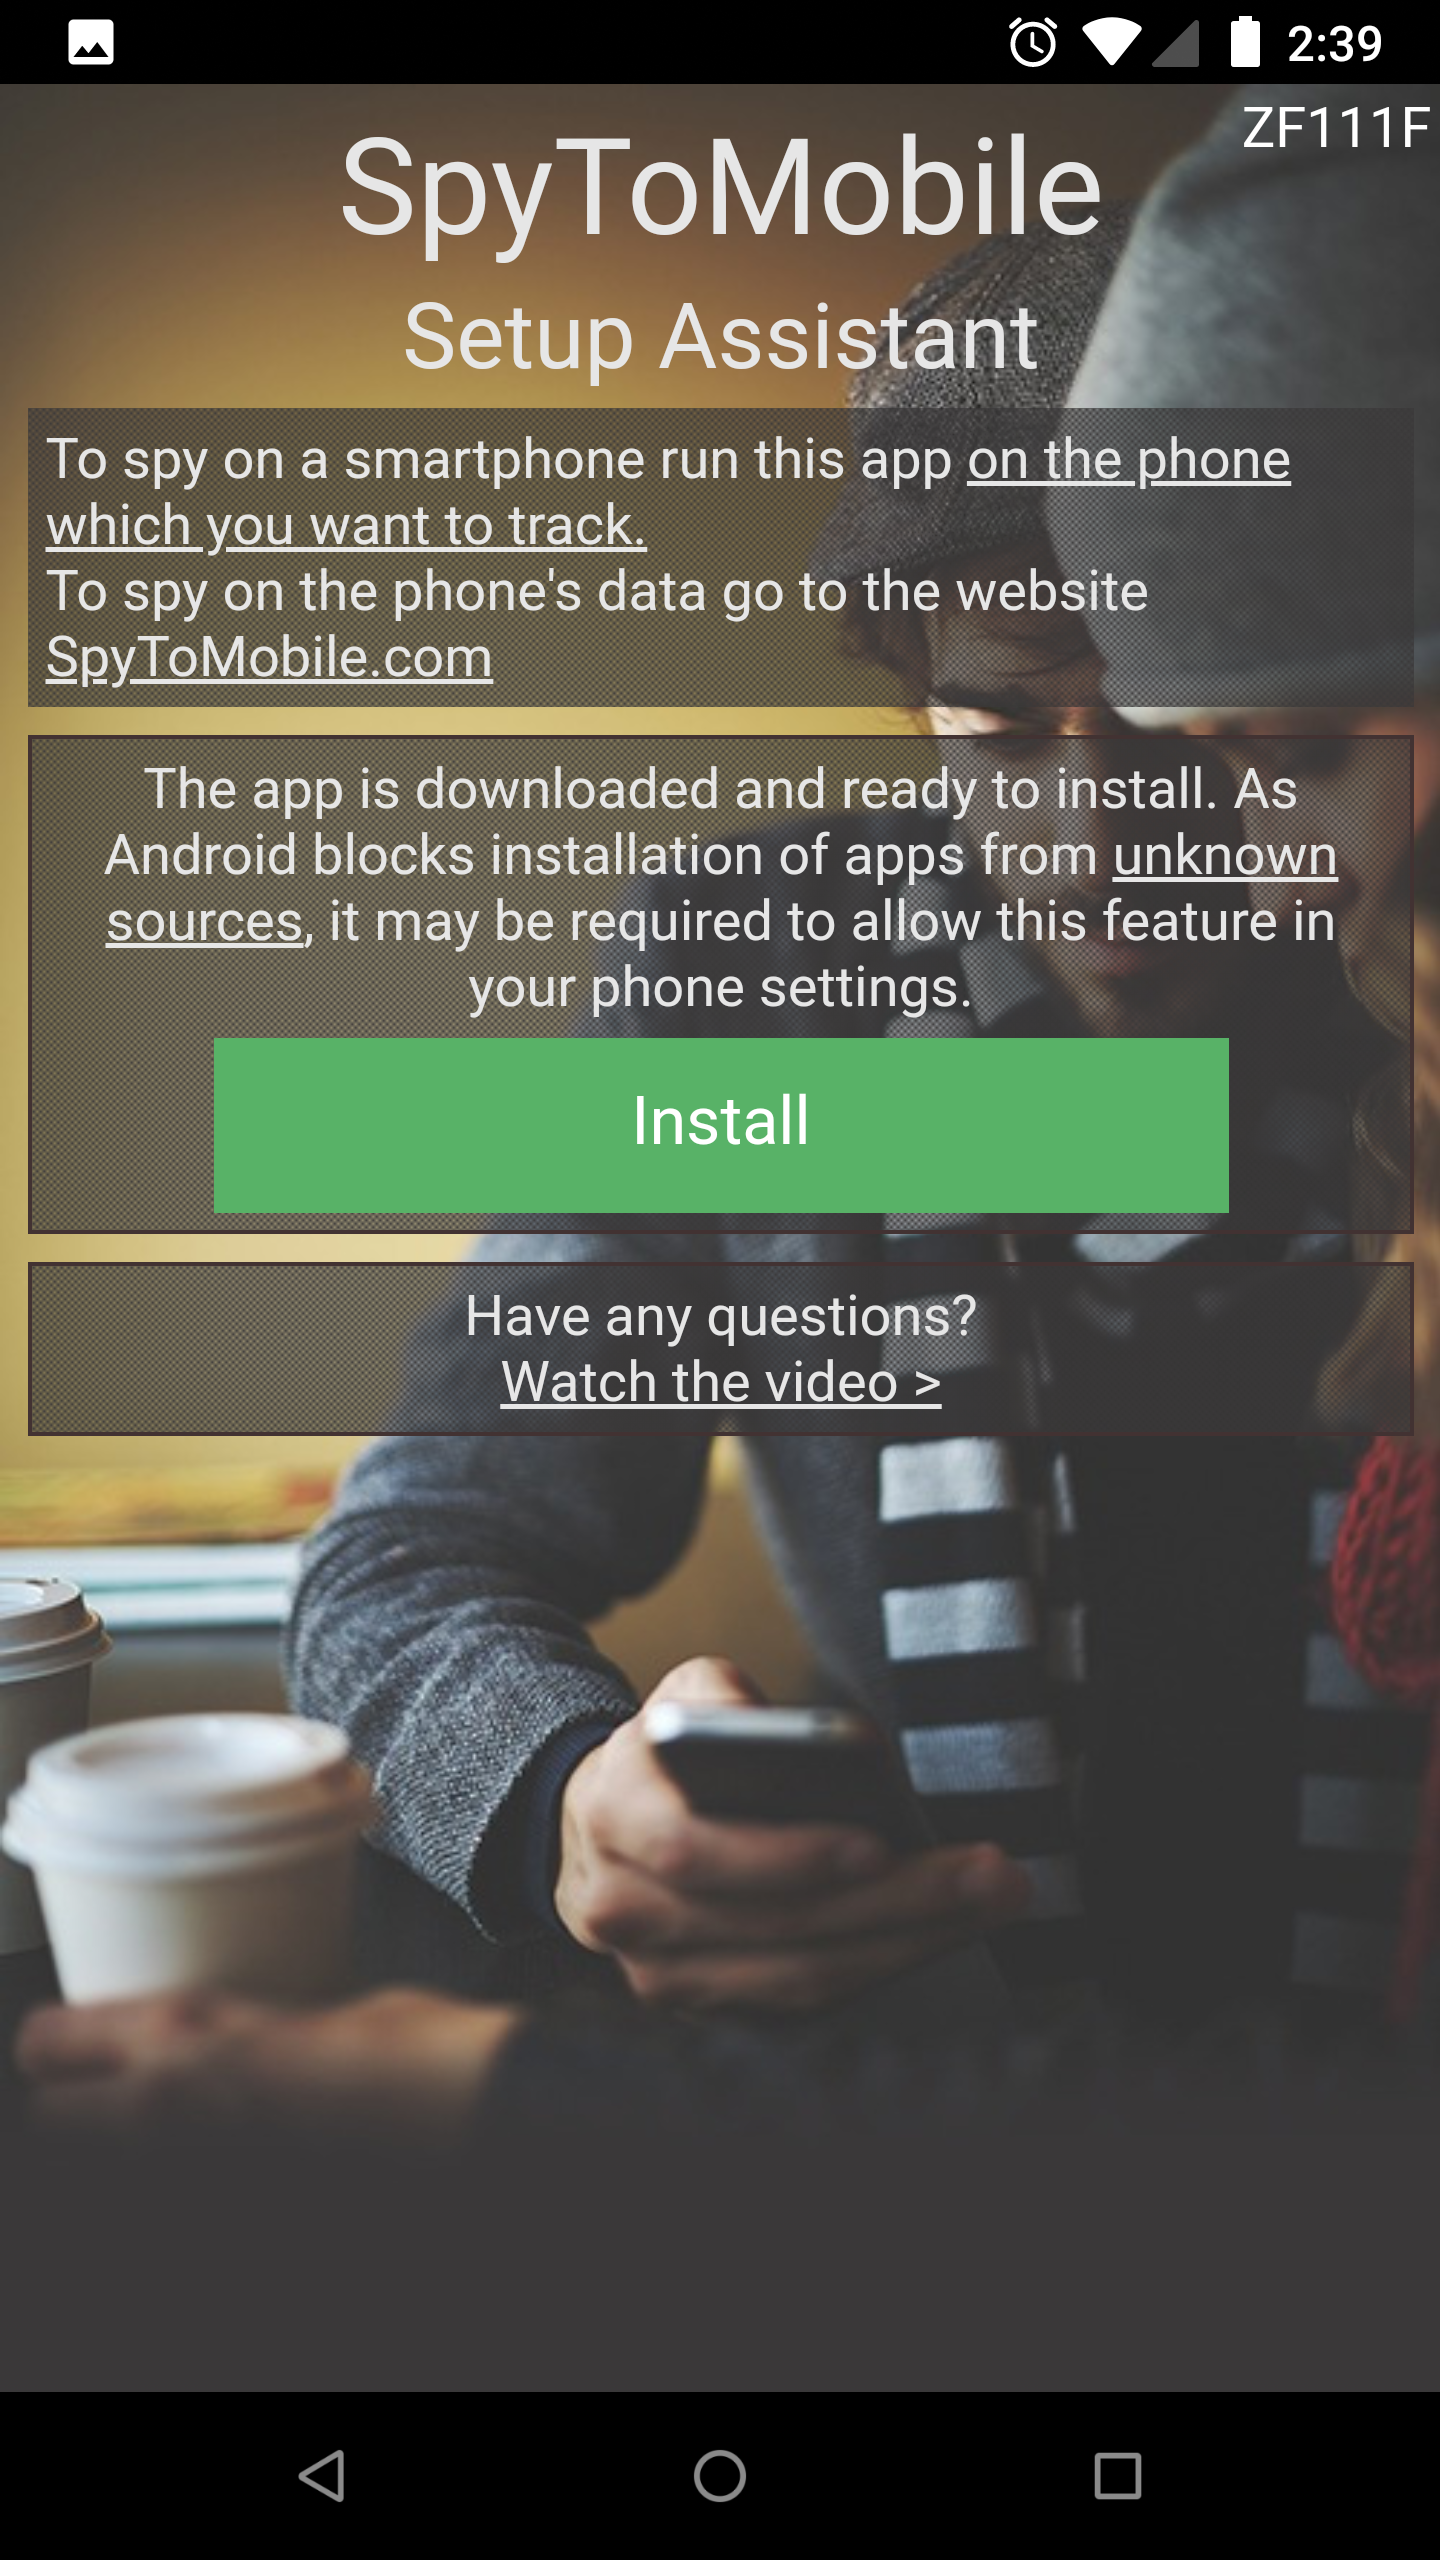 2:39
ZF111F
SpyToMobile
Setup Assistant
To spy on a smartphone run this app on the phone
which you want to track.
To spy on the phone's data go to the website
SpyToMobile.com
The app is downloaded and ready to install. As
Android blocks installation of apps from unknown
sources, it may be required to allow this feature in
your phone settings.
Install
Have any questions?
Watch the video >